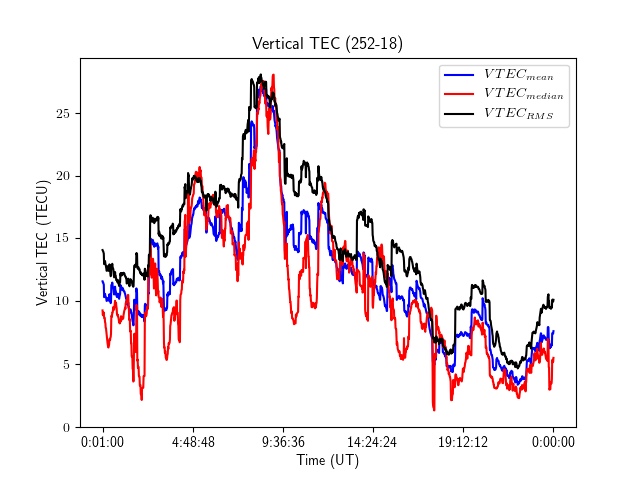 Vertical TEC (252-18)
VTEC_mean
VTEC_median
VTEC_RMS
Vertical TEC (TECU)
25
20
15
10
5
0
0:01:00 4:48:48 9:36:36 14:24:24 19:12:12 0:00:00
Time (UT)